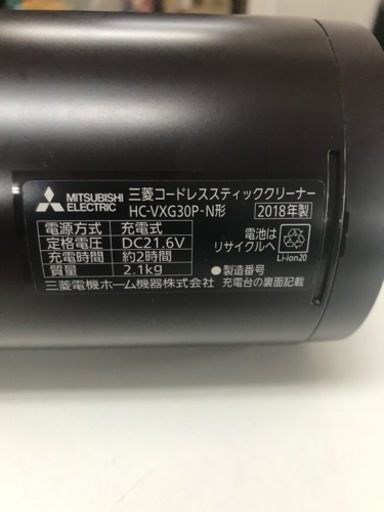 MITSUBISHI ELECTRIC 三菱コードレススティッククリーナー
HC-VXG30P-N形 2018年製
電源方式 充電式
定格電圧 DC21.6V
充電時間 約2時間
質量 2.1kg
電池は
リサイクルへ
Li-ion20
●製造番号
充電台の裏面記載
三菱電機ホーム機器株式会社